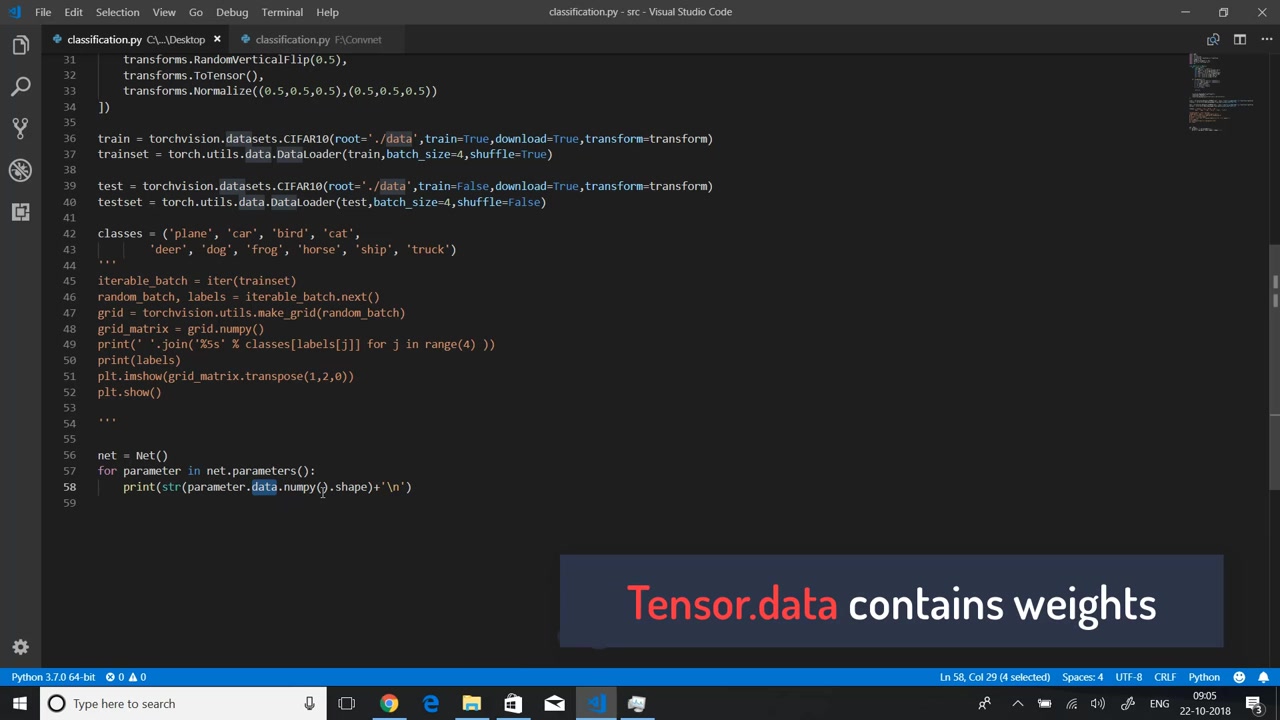 File Edit Selection View Go Debug Terminal Help classification.py - src - Visual Studio Code
classification.py C:\...\Desktop × classification.py F:\Convnet
31 transforms.RandomVerticalFlip(0.5),
32 transforms.ToTensor(),
33 transforms.Normalize((0.5,0.5,0.5),(0.5,0.5,0.5))
34 ])
35
36 train = torchvision.datasets.CIFAR10(root='./data',train=True,download=True,transform=transform)
37 trainset = torch.utils.data.DataLoader(train,batch_size=4,shuffle=True)
38
39 test = torchvision.datasets.CIFAR10(root='./data',train=False,download=True,transform=transform)
40 testset = torch.utils.data.DataLoader(test,batch_size=4,shuffle=False)
41
42 classes = ('plane', 'car', 'bird', 'cat',
43 'deer', 'dog', 'frog', 'horse', 'ship', 'truck')
44 '''
45 iterable_batch = iter(trainset)
46 random_batch, labels = iterable_batch.next()
47 grid = torchvision.utils.make_grid(random_batch)
48 grid_matrix = grid.numpy()
49 print(' '.join('%5s' % classes[labels[j]] for j in range(4) ))
50 print(labels)
51 plt.imshow(grid_matrix.transpose(1,2,0))
52 plt.show()
53
54 '''
55
56 net = Net()
57 for parameter in net.parameters():
58 print(str(parameter.data.numpy().shape)+'\n')
59
Tensor.data contains weights
Python 3.7.0 64-bit 0 0 Ln 58, Col 29 (4 selected) Spaces: 4 UTF-8 CRLF Python
Type here to search ENG 09:05
22-10-2018 3